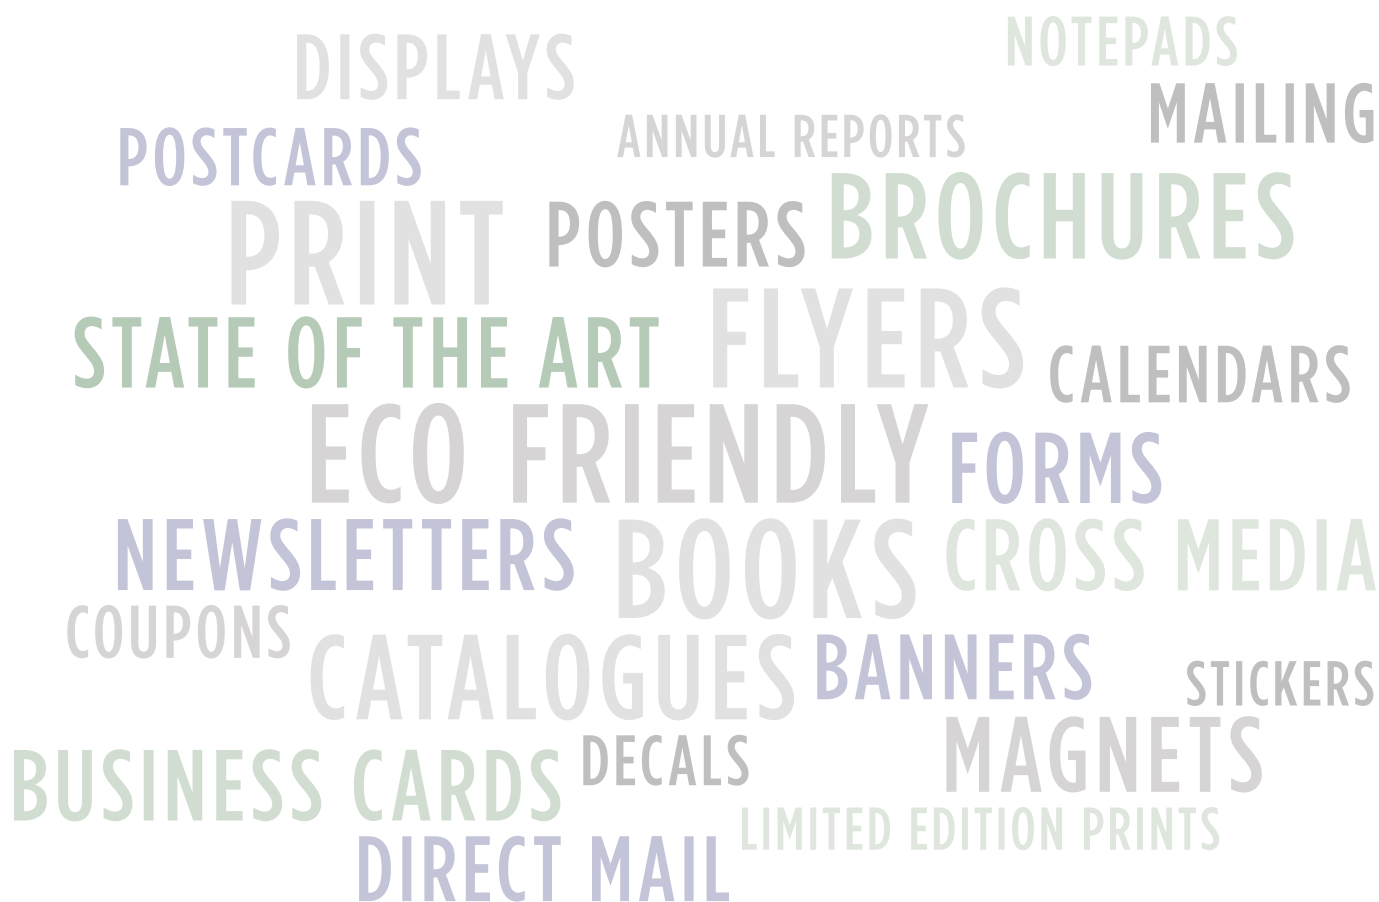 DISPLAYS
NOTEPADS
MAILING
ANNUAL REPORTS
POSTCARDS
BROCHURES
PRINT
POSTERS
FLYERS
STATE OF THE ART
CALENDARS
ECO FRIENDLY
FORMS
NEWSLETTERS
BOOKS
CROSS MEDIA
COUPONS
CATALOGUES
BANNERS
STICKERS
MAGNETS
BUSINESS CARDS
DECALS
LIMITED EDITION PRINTS
DIRECT MAIL